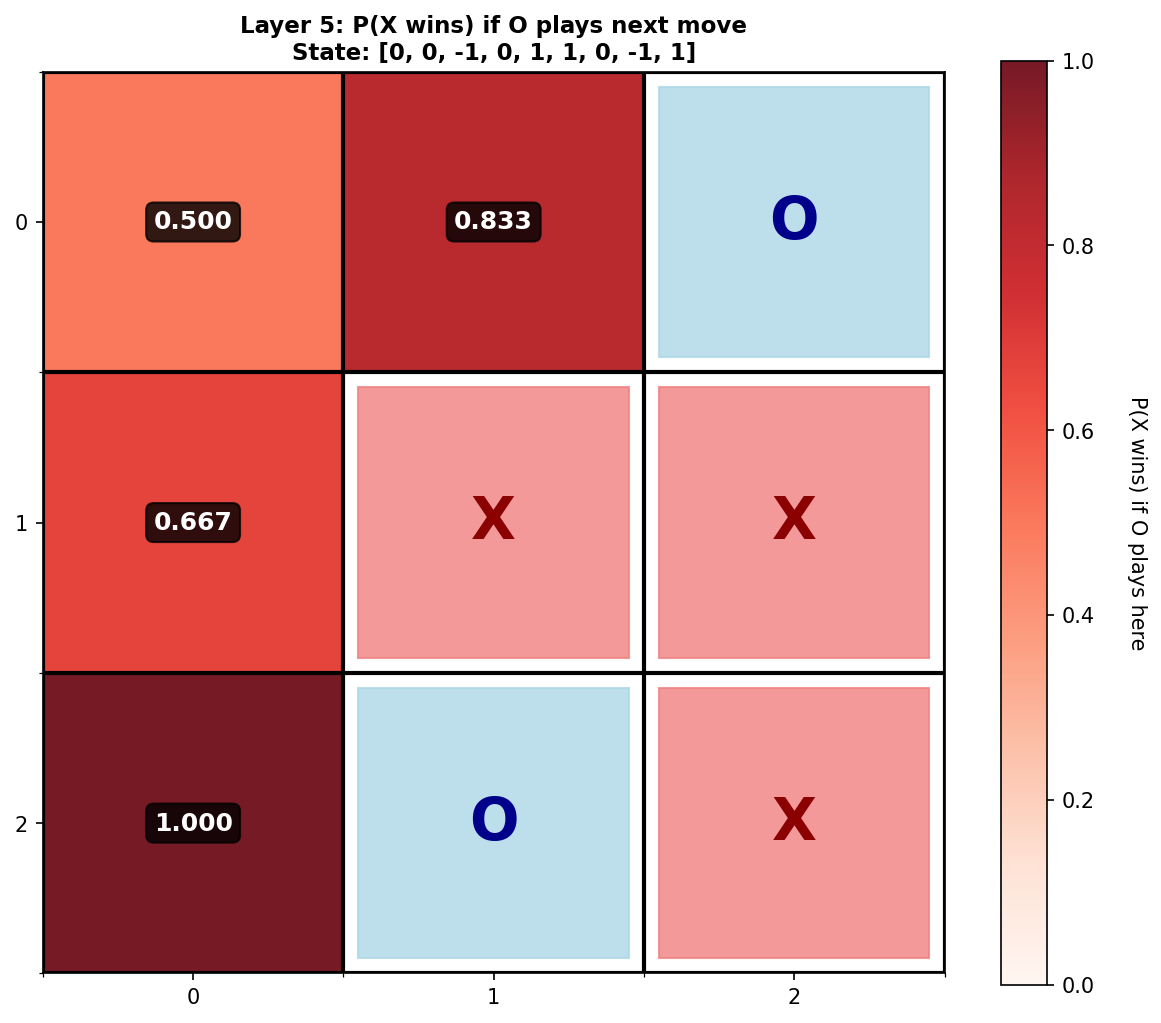 Layer 5: P(X wins) if O plays next move
State: [0, 0, -1, 0, 1, 1, 0, -1, 1]
0
0.500
0.833
O
1
0.667
X
X
2
1.000
O
X
0
1
2
1.0
0.8
0.6
0.4
0.2
0.0
P(X wins) if O plays here